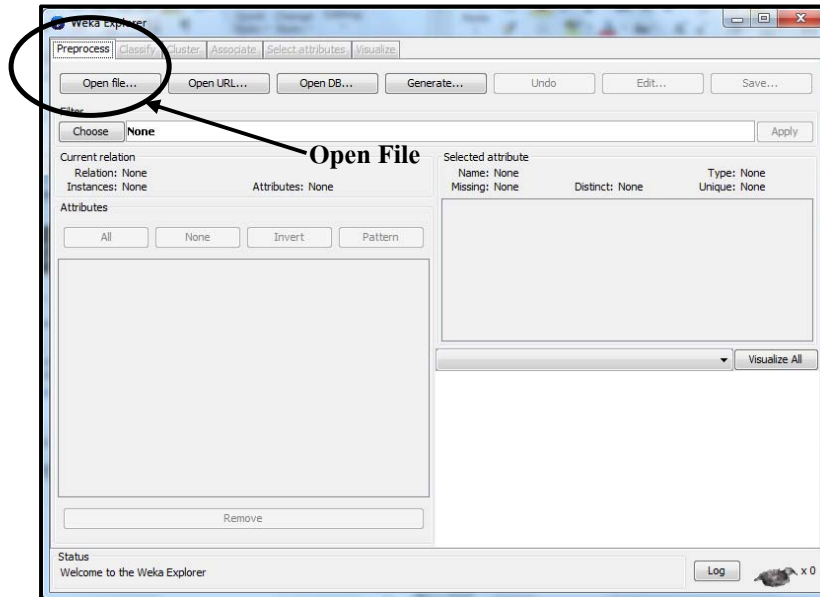 Weka Explorer
Preprocess Classify Cluster Associate Select attributes Visualize
Open file... Open URL... Open DB... Generate... Undo Edit... Save...
Filter
Choose None Apply
Open File
Current relation
Relation: None
Instances: None Attributes: None
Selected attribute
Name: None Type: None
Missing: None Distinct: None Unique: None
Attributes
All None Invert Pattern
Visualize All
Remove
Status
Welcome to the Weka Explorer
Log x 0